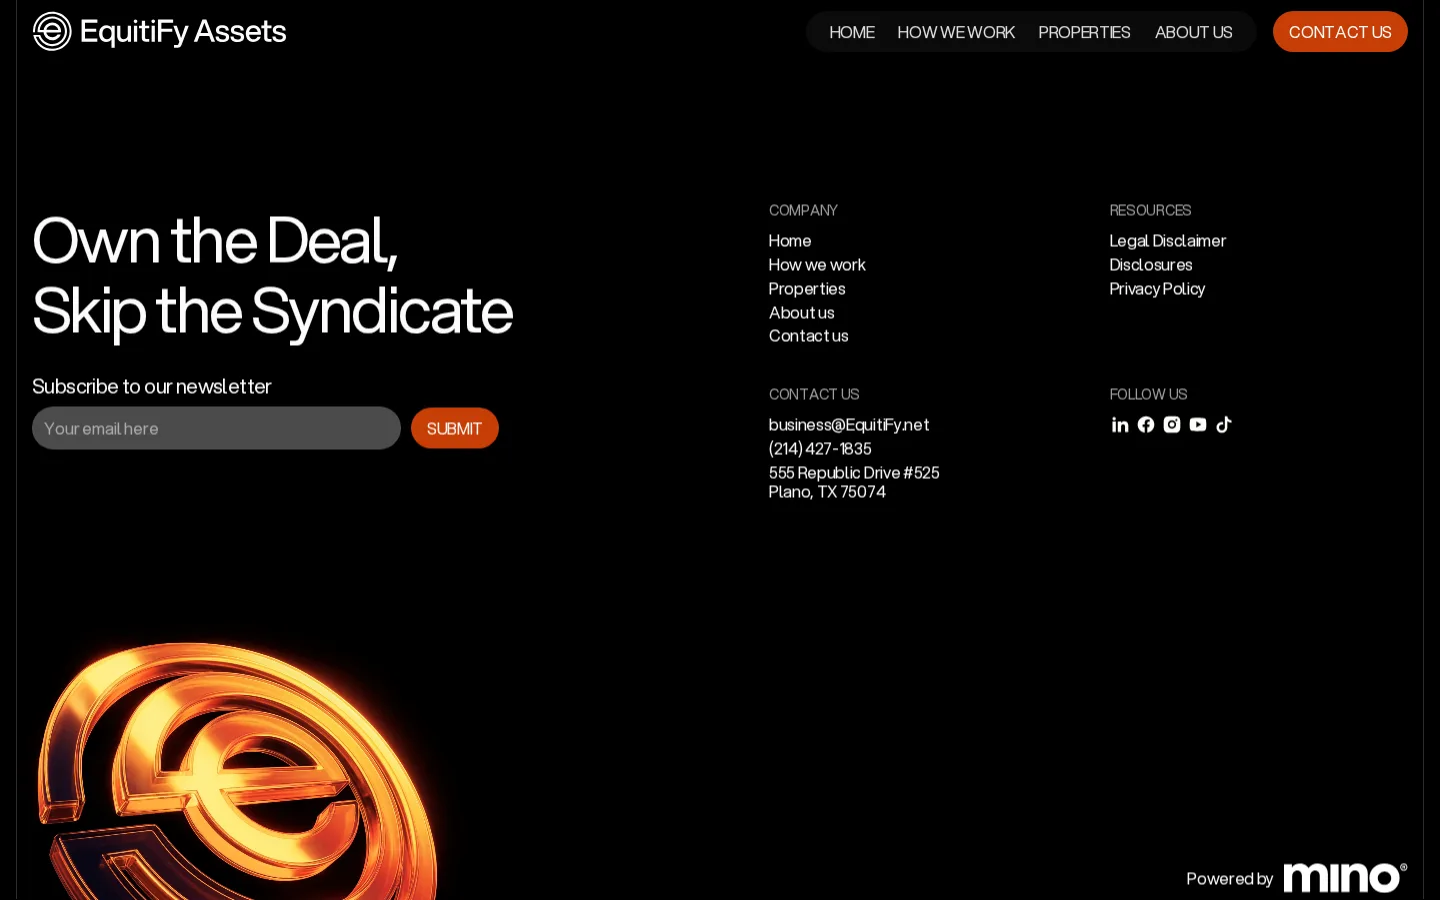 EquitiFy Assets
HOME
HOW WE WORK
PROPERTIES
ABOUT US
CONTACT US
Own the Deal,
Skip the Syndicate
Subscribe to our newsletter
Your email here
SUBMIT
COMPANY
Home
How we work
Properties
About us
Contact us
RESOURCES
Legal Disclaimer
Disclosures
Privacy Policy
CONTACT US
business@EquitiFy.net
(214) 427-1835
555 Republic Drive #525
Plano, TX 75074
FOLLOW US
Powered by mino®